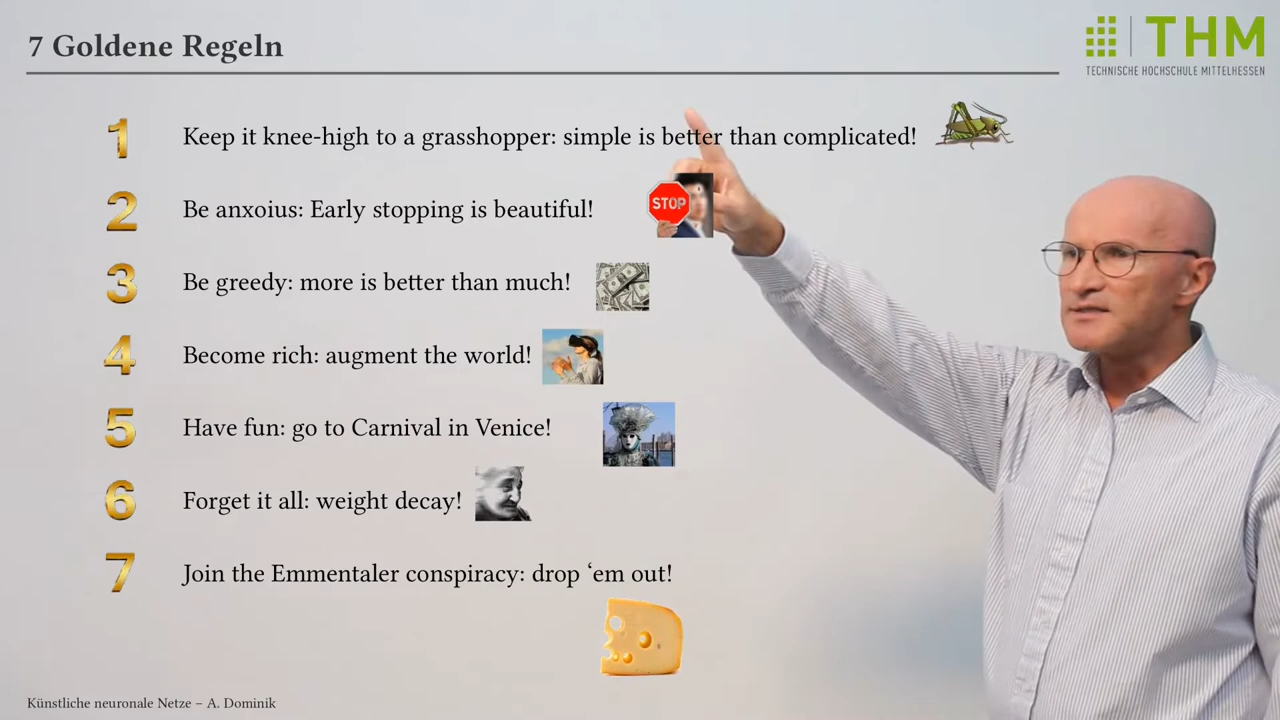 7 Goldene Regeln
THM
TECHNISCHE HOCHSCHULE MITTELHESSEN
1 Keep it knee-high to a grasshopper: simple is better than complicated!
2 Be anxoius: Early stopping is beautiful!
STOP
3 Be greedy: more is better than much!
4 Become rich: augment the world!
5 Have fun: go to Carnival in Venice!
6 Forget it all: weight decay!
7 Join the Emmentaler conspiracy: drop ‘em out!
Künstliche neuronale Netze – A. Dominik